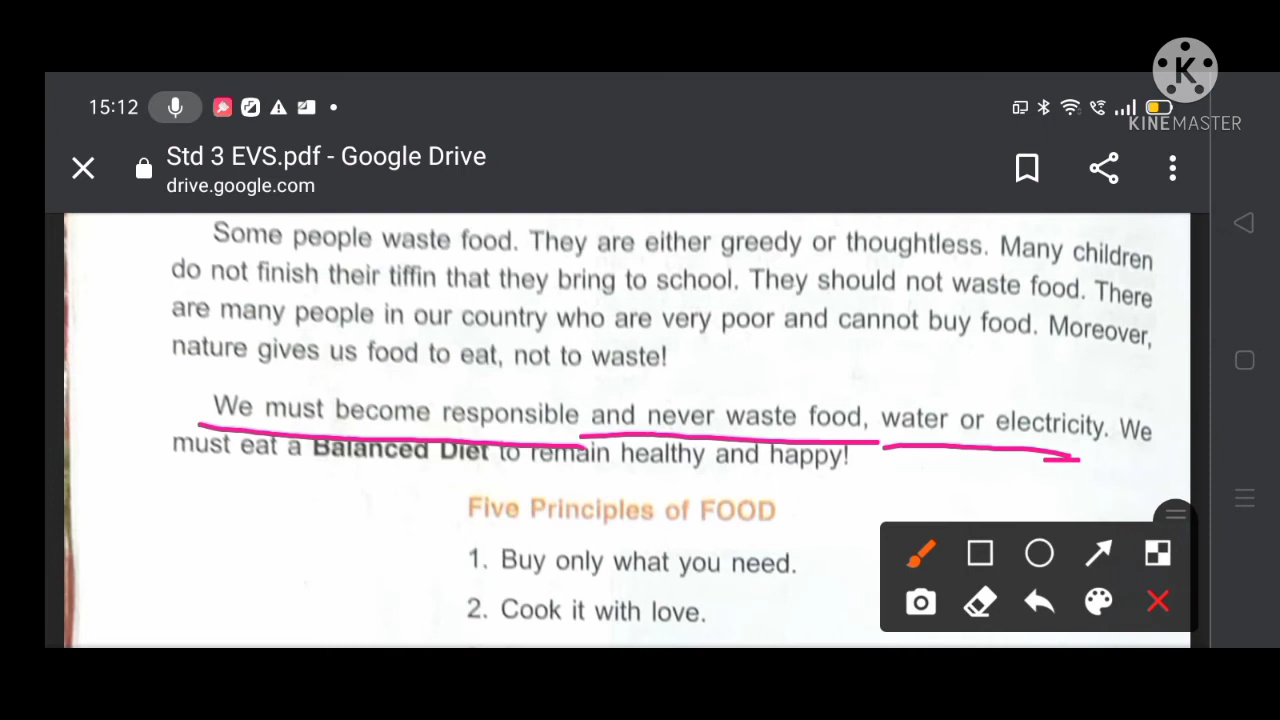 KINEMASTER
15:12
Std 3 EVS.pdf - Google Drive
drive.google.com
Some people waste food. They are either greedy or thoughtless. Many children
do not finish their tiffin that they bring to school. They should not waste food. There
are many people in our country who are very poor and cannot buy food. Moreover,
nature gives us food to eat, not to waste!
We must become responsible and never waste food, water or electricity. We
must eat a Balanced Diet to remain healthy and happy!
Five Principles of FOOD
1. Buy only what you need.
2. Cook it with love.